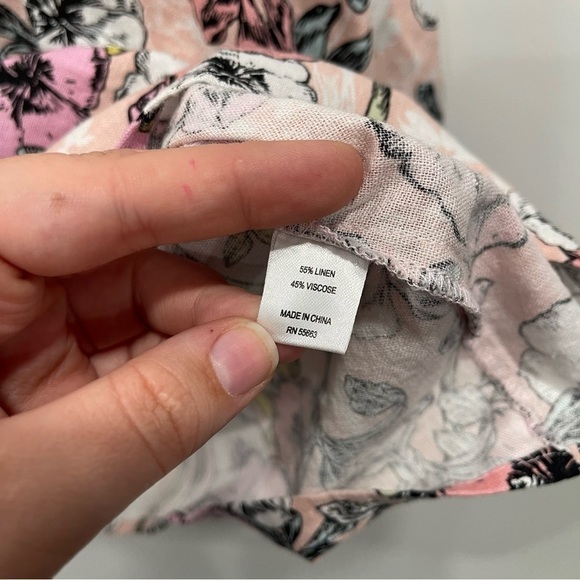 55% LINEN
45% VISCOSE
MADE IN CHINA
RN 55663